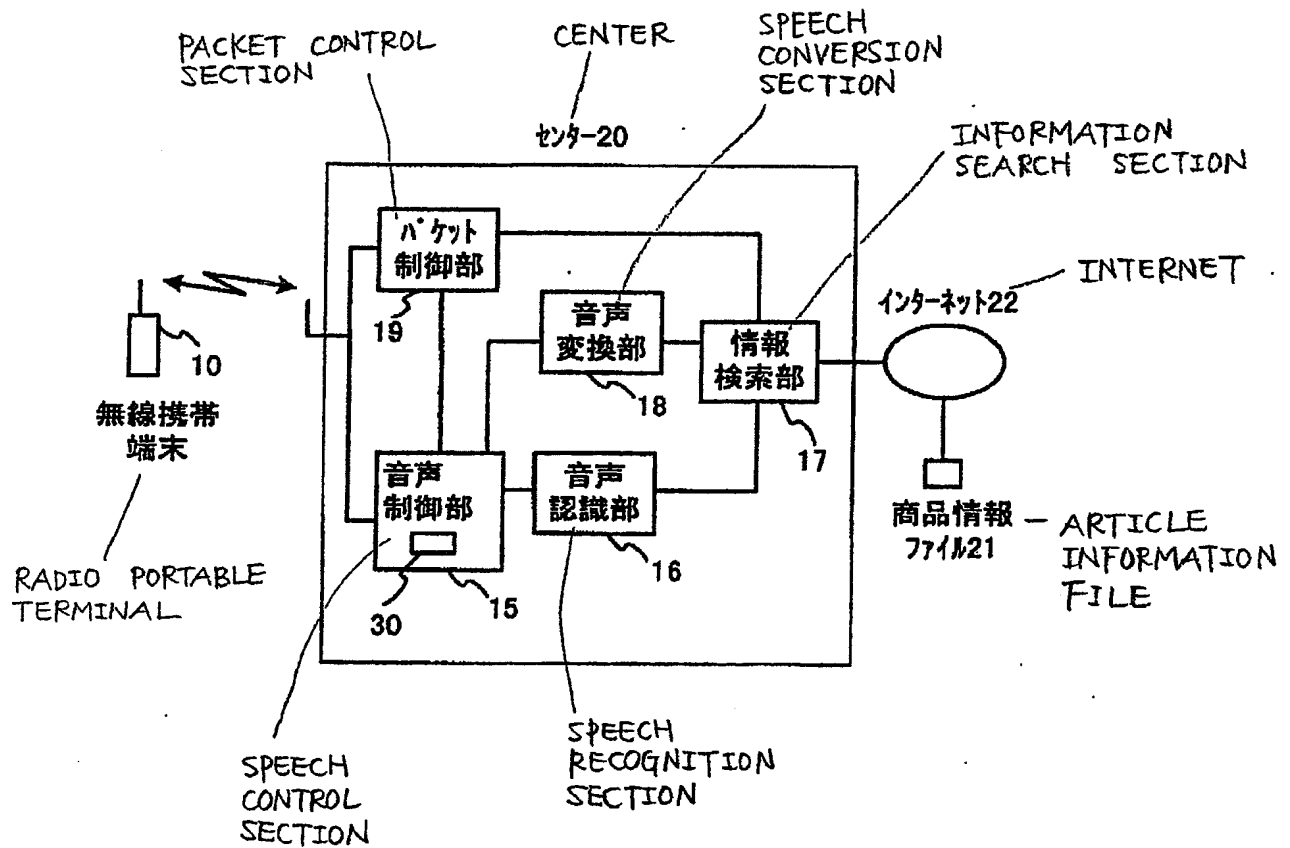 PACKET CONTROL
SECTION
CENTER
SPEECH
CONVERSION
SECTION
INFORMATION
SEARCH SECTION
センター20
パケット
制御部
19
INTERNET
インターネット22
音声
変換部
18
情報
検索部
17
10
無線携帯
端末
音声
制御部
30
15
音声
認識部
16
商品情報
ファイル21
ARTICLE
INFORMATION
FILE
RADIO PORTABLE
TERMINAL
SPEECH
CONTROL
SECTION
SPEECH
RECOGNITION
SECTION